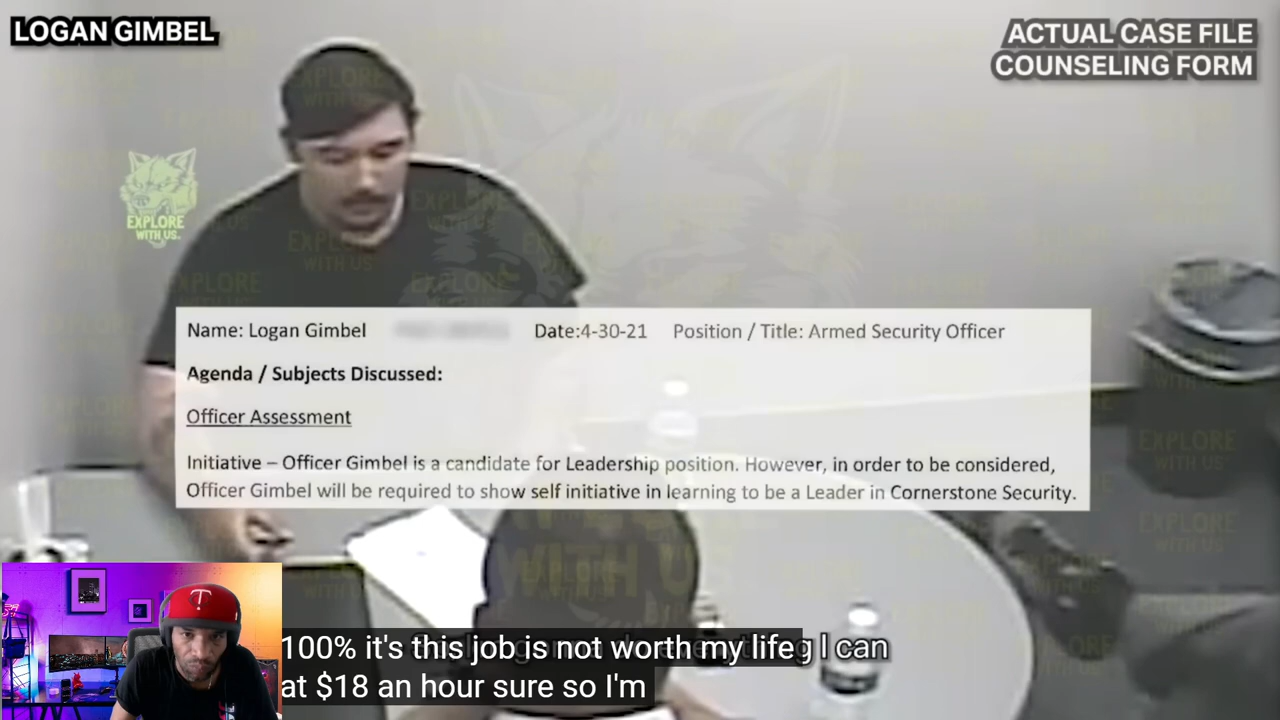 LOGAN GIMBEL
ACTUAL CASE FILE
COUNSELING FORM
EXPLORE
WITH US
Name: Logan Gimbel Date:4-30-21 Position / Title: Armed Security Officer
Agenda / Subjects Discussed:
Officer Assessment
Initiative – Officer Gimbel is a candidate for Leadership position. However, in order to be considered,
Officer Gimbel will be required to show self initiative in learning to be a Leader in Cornerstone Security.
T
100% it's this job is not worth my life I can
at $18 an hour sure so I'm